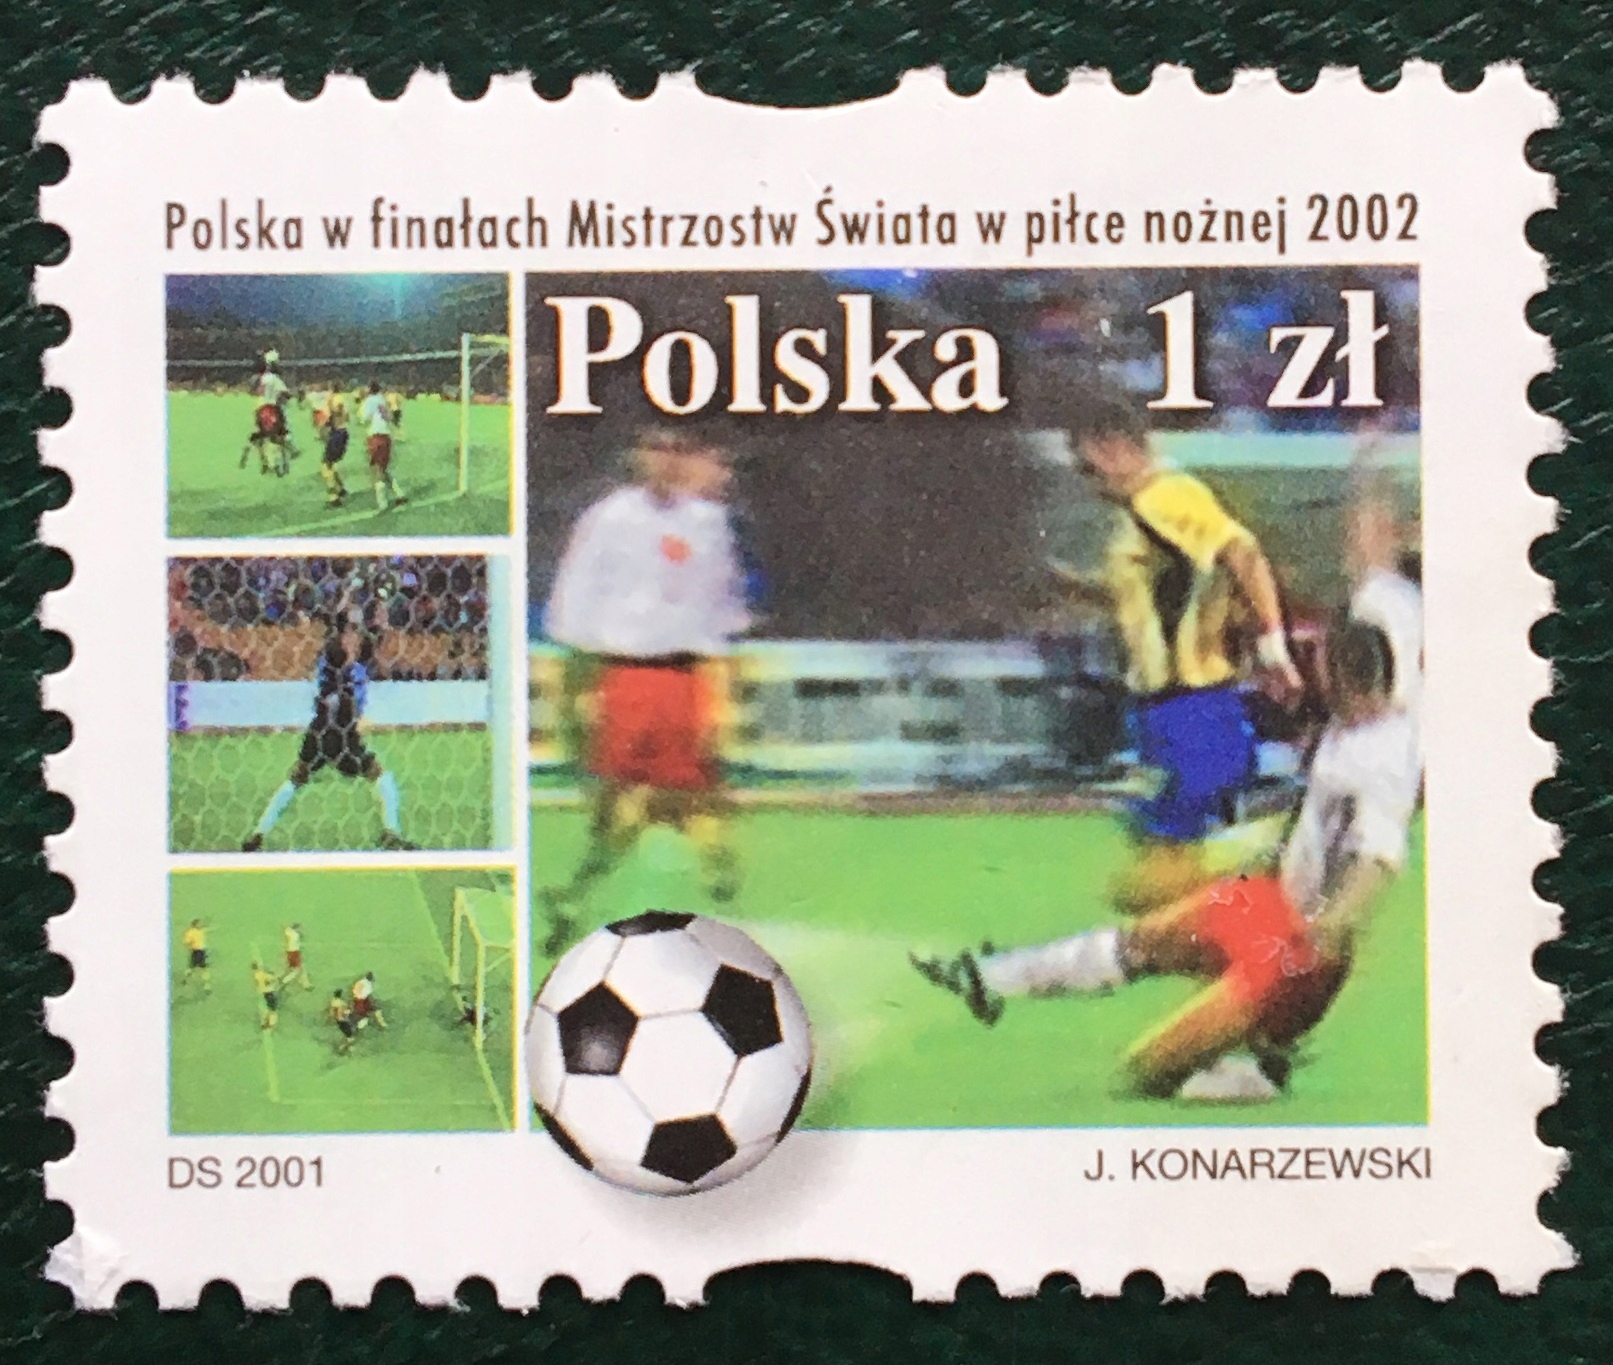 Polska w finałach Mistrzostw Świata w piłce nożnej 2002
Polska 1 zł
DS 2001
J. KONARZEWSKI